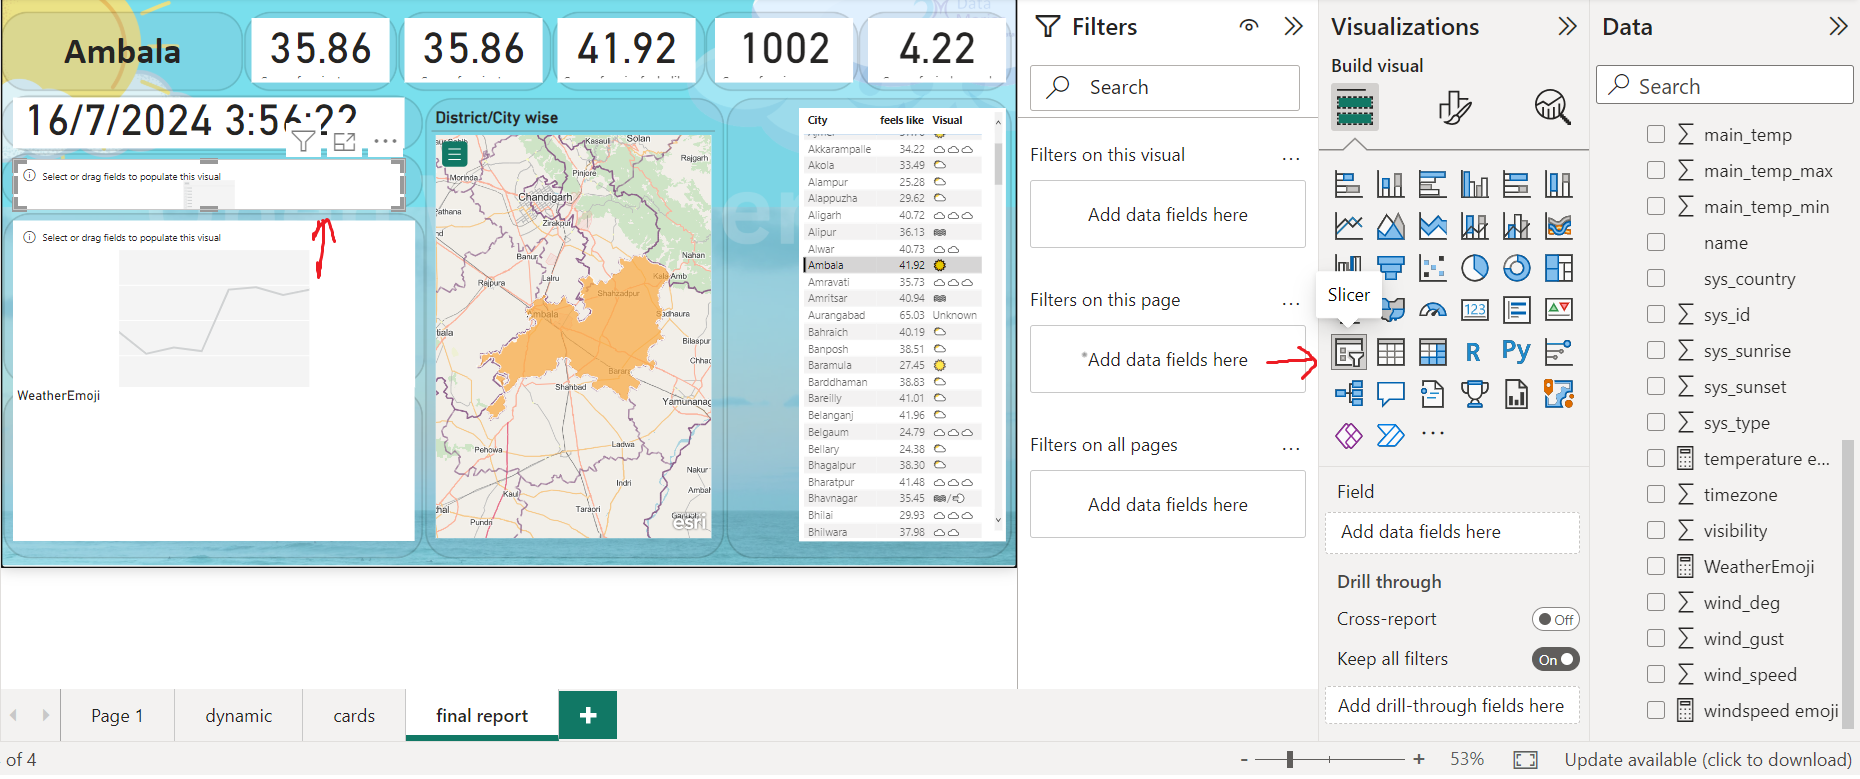 Ambala
35.86
35.86
41.92
1002
4.22
16/7/2024 3:56:22
Select or drag fields to populate this visual
Select or drag fields to populate this visual
WeatherEmoji
District/City wise
Kasauli
Solan
Rajgarh
Morinda
Pinjore
Chandigarh
Zirakpur
Banur
Nahan
Lalru
Kala Amb
Rajpura
Shahzadpur
Ambala
Sadhaura
Bilaspur
Barara
Shahbad
Yamunanag
Ladwa
Pehowa
Nakur
Indri
Kaul
Ambah
Taraori
Pundri
Gangoh
esri
City feels like Visual
Akkarampalle 34.22
Akola 33.49
Alampur 25.28
Alappuzha 29.62
Aligarh 40.72
Alipur 36.13
Alwar 40.73
Ambala 41.92
Amravati 35.73
Amritsar 40.94
Aurangabad 65.03 Unknown
Bahraich 40.19
Banposh 38.51
Baramula 27.45
Barddhaman 38.83
Bareilly 41.01
Belanganj 41.96
Belgaum 24.79
Bellary 24.38
Bhagalpur 38.30
Bharatpur 41.48
Bhavnagar 35.45
Bhilai 29.93
Bhilwara 37.98
Filters
Search
Filters on this visual ...
Add data fields here
Filters on this page ...
Add data fields here
Filters on all pages ...
Add data fields here
Visualizations
Build visual
Slicer
123
R
Py
...
Field
Add data fields here
Drill through
Cross-report Off
Keep all filters On
Add drill-through fields here
Data
Search
main_temp
main_temp_max
main_temp_min
name
sys_country
sys_id
sys_sunrise
sys_sunset
sys_type
temperature e...
timezone
visibility
WeatherEmoji
wind_deg
wind_gust
wind_speed
windspeed emoji
Page 1
dynamic
cards
final report
+
of 4
- + 53%
Update available (click to download)